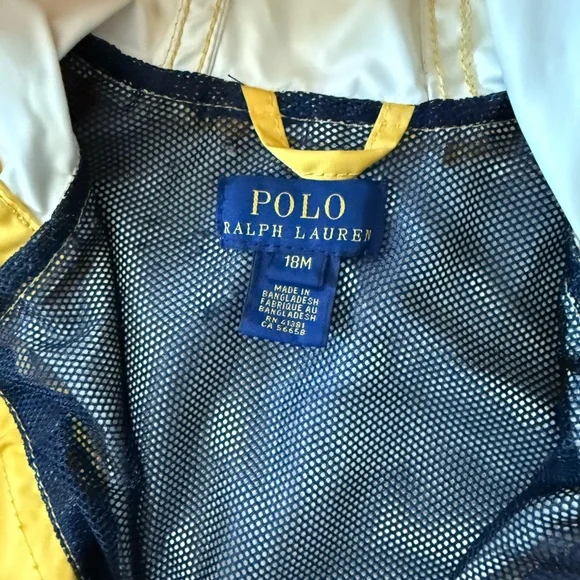 POLO
RALPH LAUREN
18M
MADE IN
BANGLADESH
FABRIQUE AU
BANGLADESH
RN 41381
CA 56658